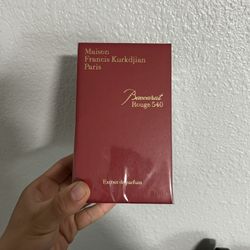 Maison
Francis Kurkdjian
Paris
Baccarat
Rouge 540
Extrait de parfum